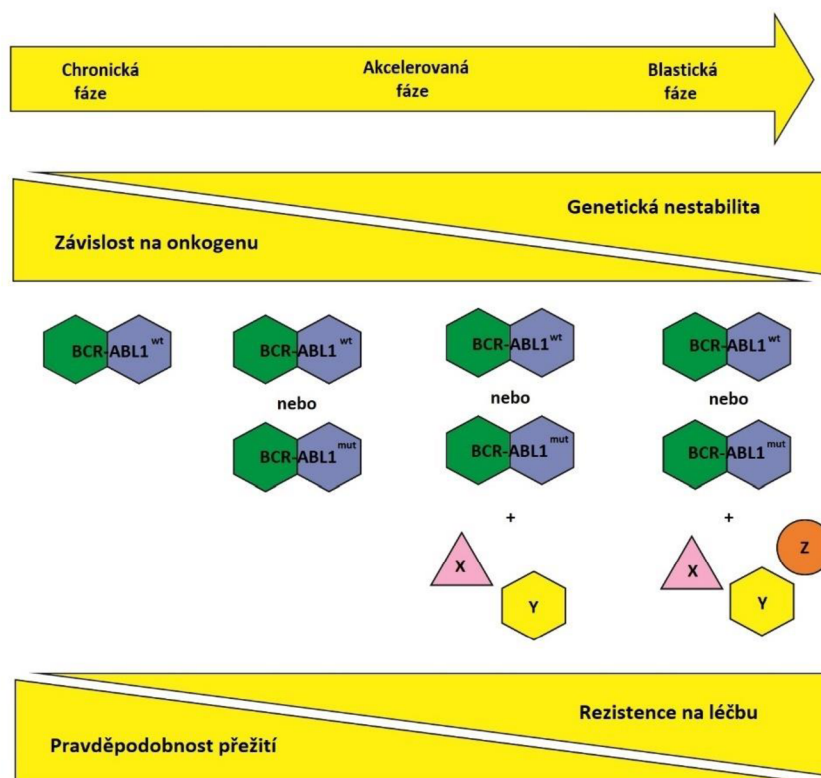 Chronická
fáze
Akcelerovaná
fáze
Blastická
fáze
Genetická nestabilita
Závislost na onkogenu
BCR-ABL1wt
BCR-ABL1wt
nebo
BCR-ABL1mut
BCR-ABL1wt
nebo
BCR-ABL1mut
+
X
Y
BCR-ABL1wt
nebo
BCR-ABL1mut
+
X
Y
Z
Rezistence na léčbu
Pravděpodobnost přežití